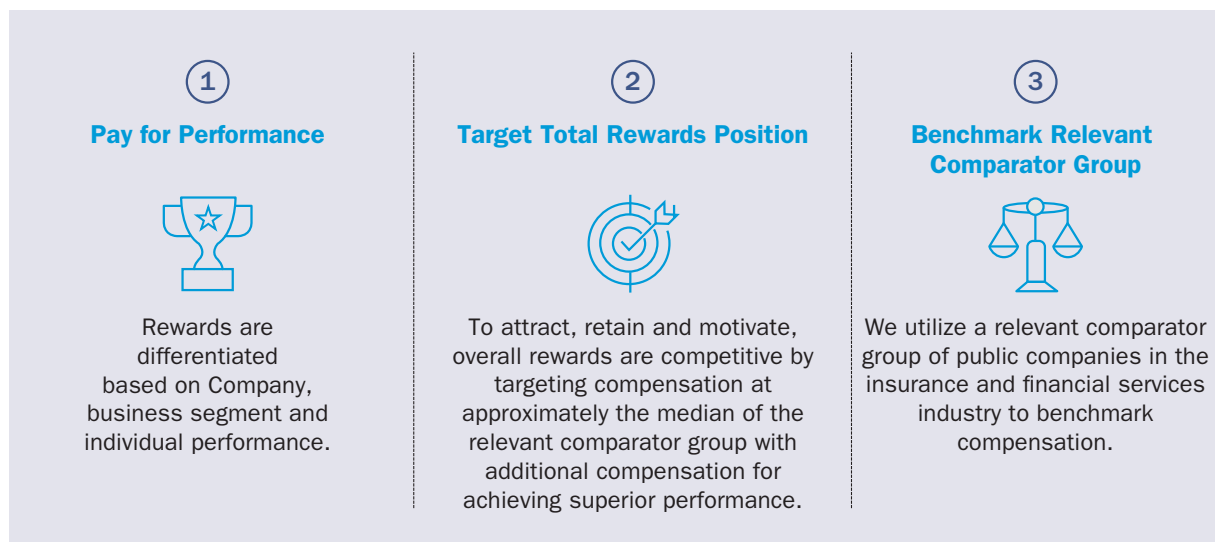 1
Pay for Performance
Rewards are
differentiated
based on Company,
business segment and
individual performance.
2
Target Total Rewards Position
To attract, retain and motivate,
overall rewards are competitive by
targeting compensation at
approximately the median of the
relevant comparator group with
additional compensation for
achieving superior performance.
3
Benchmark Relevant
Comparator Group
We utilize a relevant comparator
group of public companies in the
insurance and financial services
industry to benchmark
compensation.